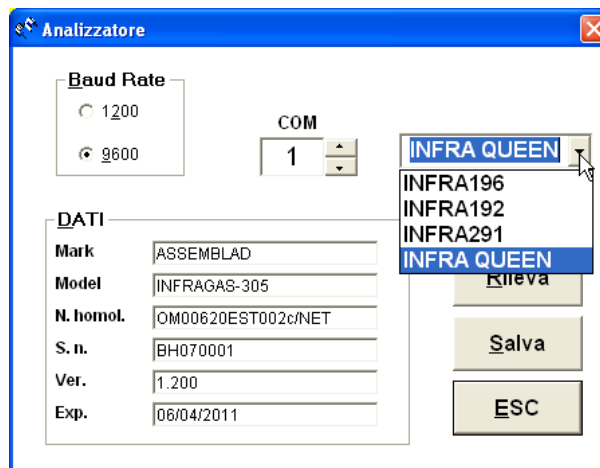 Analizzatore
Baud Rate
1200
9600
COM
1
INFRA QUEEN
INFRA196
INFRA192
INFRA291
INFRA QUEEN
DATI
Mark ASSEMBLAD
Model INFRAGAS-305
N. homol. OM00620EST002c/NET
S. n. BH070001
Ver. 1.200
Exp. 06/04/2011
Rileva
Salva
ESC